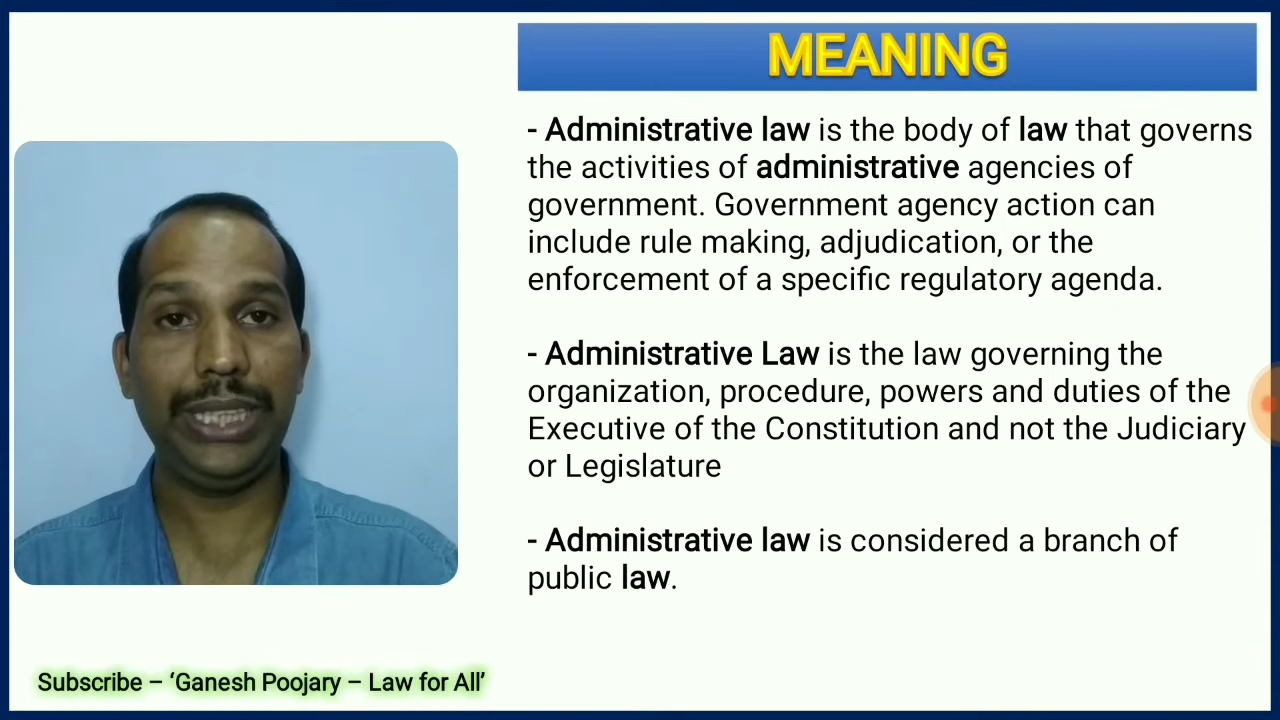 MEANING
- Administrative law is the body of law that governs
the activities of administrative agencies of
government. Government agency action can
include rule making, adjudication, or the
enforcement of a specific regulatory agenda.
- Administrative Law is the law governing the
organization, procedure, powers and duties of the
Executive of the Constitution and not the Judiciary
or Legislature
- Administrative law is considered a branch of
public law.
Subscribe – ‘Ganesh Poojary – Law for All’